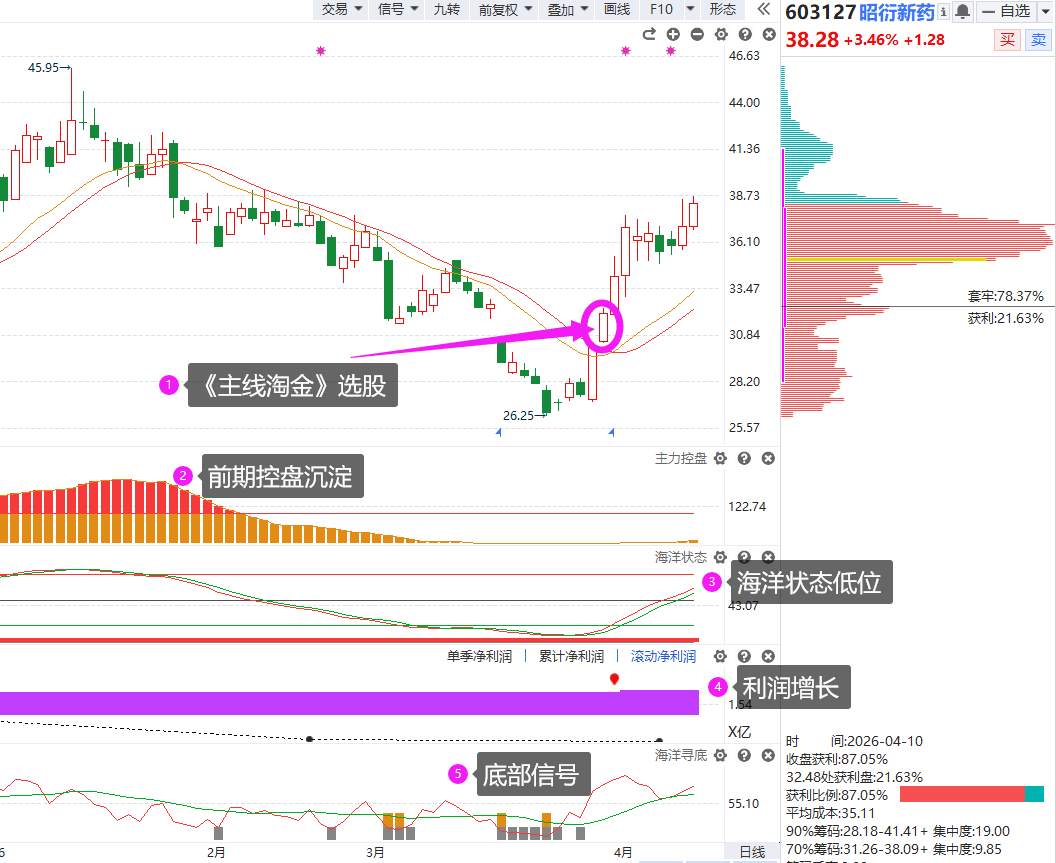 交易 信号 九转 前复权 叠加 画线 F10 形态
603127 昭衍新药 自选
38.28 +3.46% +1.28 买 卖
45.95
46.63
44.00
41.36
38.73
36.10
33.47
30.84
28.20
25.57
套牢:78.37%
获利:21.63%
1 《主线淘金》选股
26.25
主力控盘
2 前期控盘沉淀
122.74
海洋状态
3 海洋状态低位
43.07
单季净利润 | 累计净利润 | 滚动净利润
4 利润增长
1.54
X亿
海洋寻底
5 底部信号
55.10
6 2月 3月 4月 日线
时 间:2026-04-10
收盘获利:87.05%
32.48处获利盘:21.63%
获利比例:87.05%
平均成本:35.11
90%筹码:28.18-41.41+ 集中度:19.00
70%筹码:31.26-38.09+ 集中度:9.85